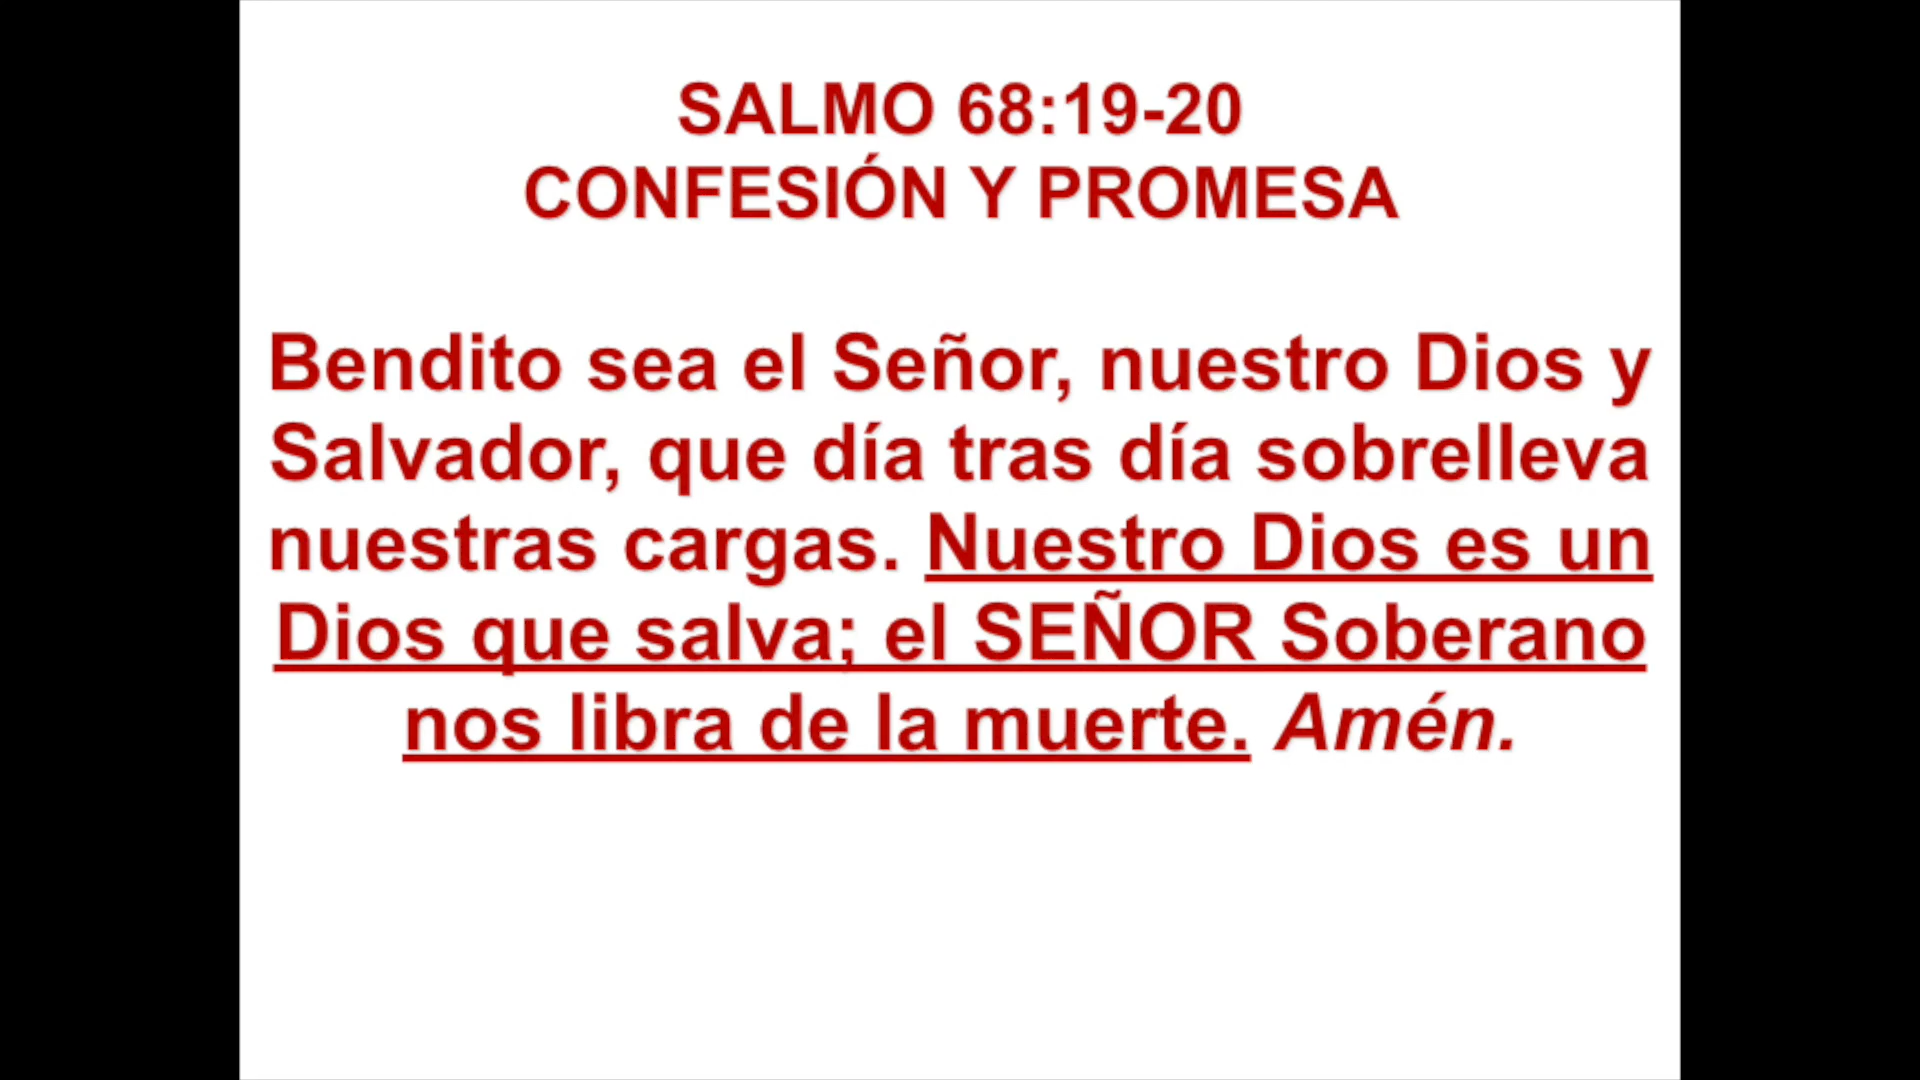 SALMO 68:19-20
CONFESIÓN Y PROMESA
Bendito sea el Señor, nuestro Dios y
Salvador, que día tras día sobrelleva
nuestras cargas. Nuestro Dios es un
Dios que salva; el SEÑOR Soberano
nos libra de la muerte. Amén.